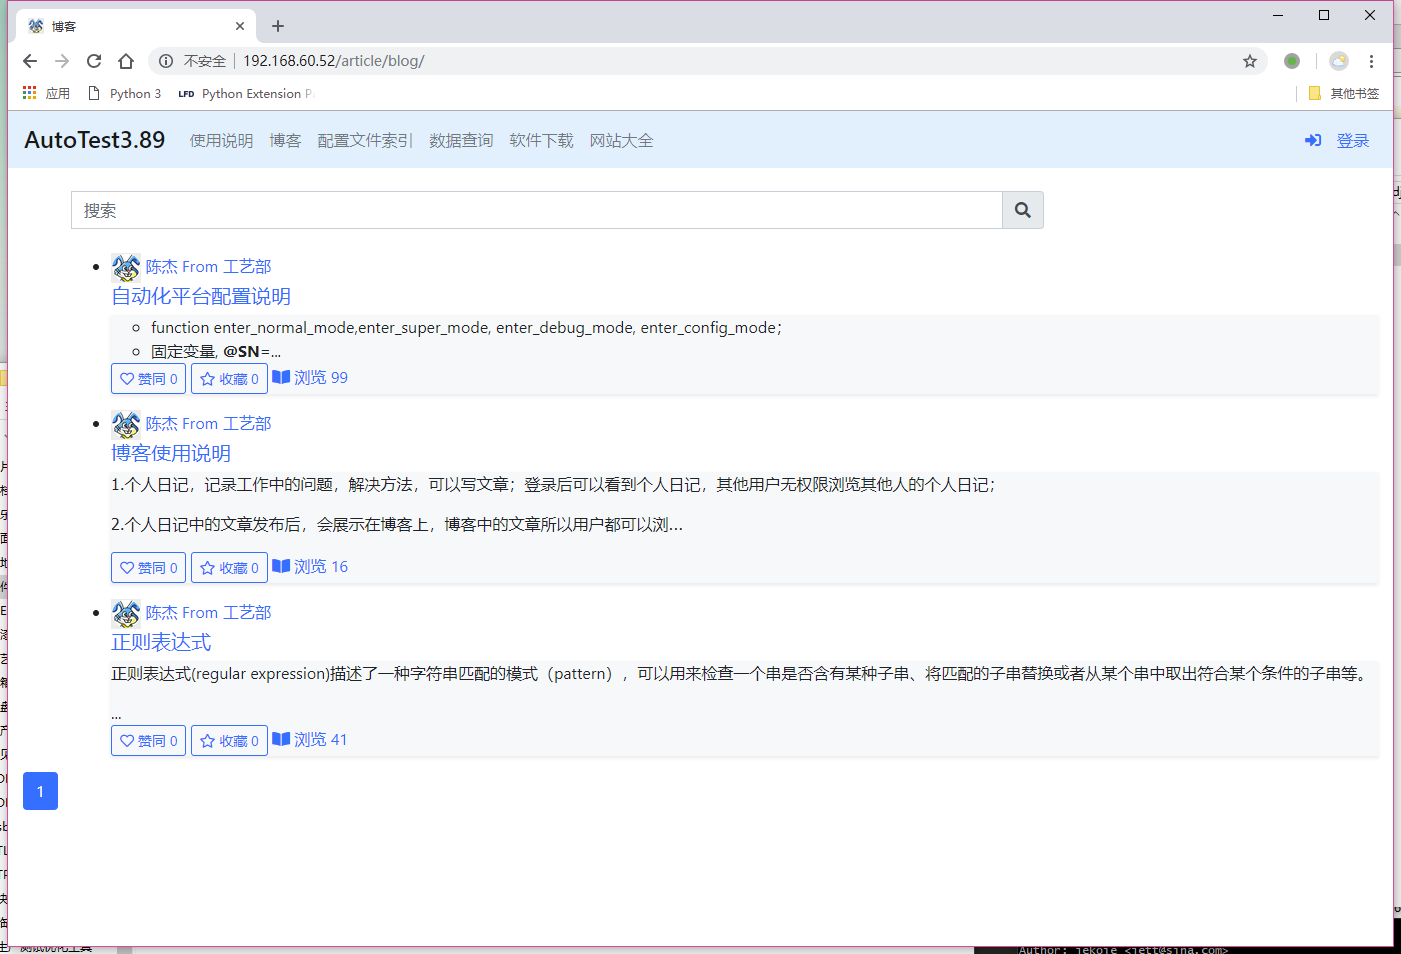 博客
不安全 192.168.60.52/article/blog/
应用 Python 3 LFD Python Extension P 其他书签
AutoTest3.89 使用说明 博客 配置文件索引 数据查询 软件下载 网站大全 登录
搜索
陈杰 From 工艺部
自动化平台配置说明
function enter_normal_mode,enter_super_mode, enter_debug_mode, enter_config_mode；
固定变量, @SN=...
赞同 0 收藏 0 浏览 99
陈杰 From 工艺部
博客使用说明
1.个人日记，记录工作中的问题，解决方法，可以写文章；登录后可以看到个人日记，其他用户无权限浏览其他人的个人日记；
2.个人日记中的文章发布后，会展示在博客上，博客中的文章所以用户都可以浏...
赞同 0 收藏 0 浏览 16
陈杰 From 工艺部
正则表达式
正则表达式(regular expression)描述了一种字符串匹配的模式（pattern），可以用来检查一个串是否含有某种子串、将匹配的子串替换或者从某个串中取出符合某个条件的子串等。
...
赞同 0 收藏 0 浏览 41
1
Author: jekoie <jett@sina.com>